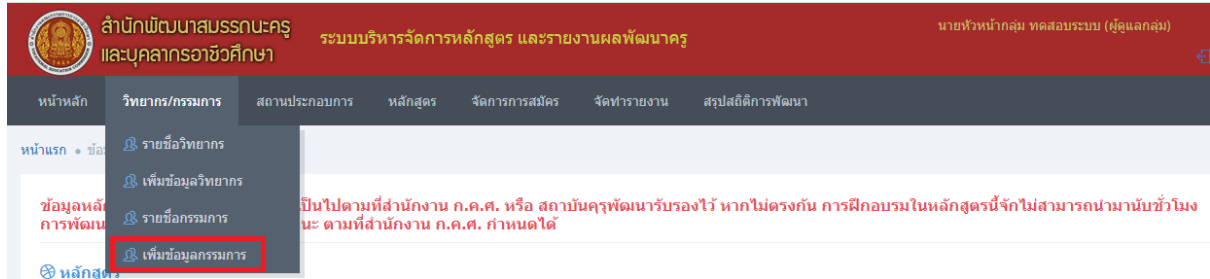 สำนักพัฒนาสมรรถนะครู
และบุคลากรอาชีวศึกษา
ระบบบริหารจัดการหลักสูตร และรายงานผลพัฒนาครู
นายหัวหน้ากลุ่ม ทดสอบระบบ (ผู้ดูแลกลุ่ม)
หน้าหลัก วิทยากร/กรรมการ สถานประกอบการ หลักสูตร จัดการการสมัคร จัดทำรายงาน สรุปสถิติการพัฒนา
รายชื่อวิทยากร
หน้าแรก
เพิ่มข้อมูลวิทยากร
ข้อมูลหลัก เป็นไปตามที่สำนักงาน ก.ค.ศ. หรือ สถาบันคุรุพัฒนารับรองไว้ หากไม่ตรงกัน การฝึกอบรมในหลักสูตรนี้จักไม่สามารถนำมานับชั่วโมง
รายชื่อกรรมการ
การพัฒน นะ ตามที่สำนักงาน ก.ค.ศ. กำหนดได้
เพิ่มข้อมูลกรรมการ
หลักสูตร